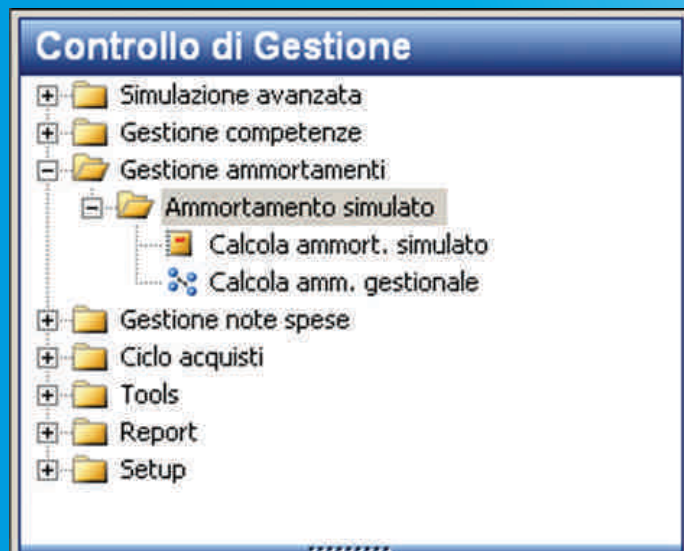 Controllo di Gestione
Simulazione avanzata
Gestione competenze
Gestione ammortamenti
Ammortamento simulato
Calcola ammort. simulato
Calcola amm. gestionale
Gestione note spese
Ciclo acquisti
Tools
Report
Setup